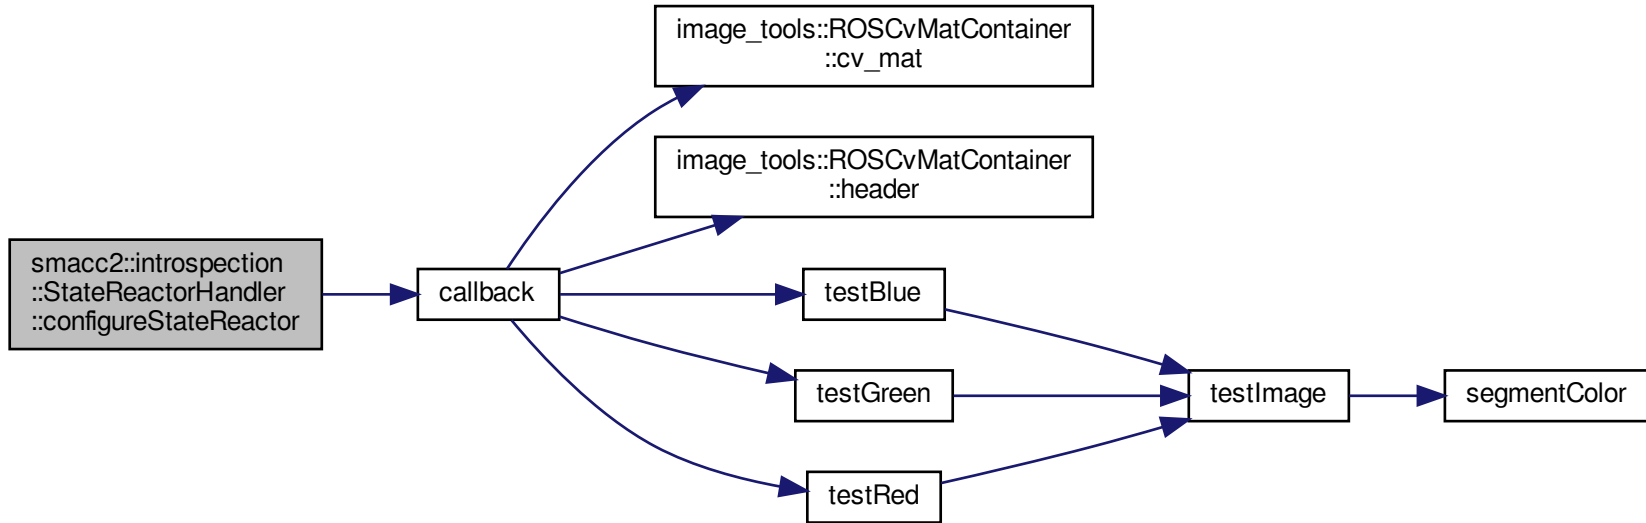 image_tools::ROSCvMatContainer
::cv_mat
image_tools::ROSCvMatContainer
::header
smacc2::introspection
::StateReactorHandler
::configureStateReactor
callback
testBlue
testGreen
testImage
segmentColor
testRed